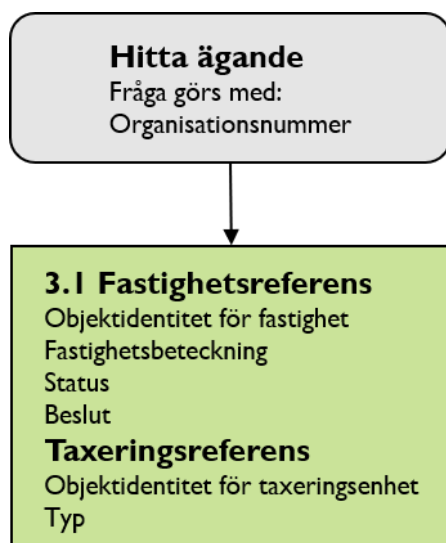 Hitta ägande
Fråga görs med:
Organisationsnummer
3.1 Fastighetsreferens
Objektidentitet för fastighet
Fastighetsbeteckning
Status
Beslut
Taxeringsreferens
Objektidentitet för taxeringsenhet
Typ